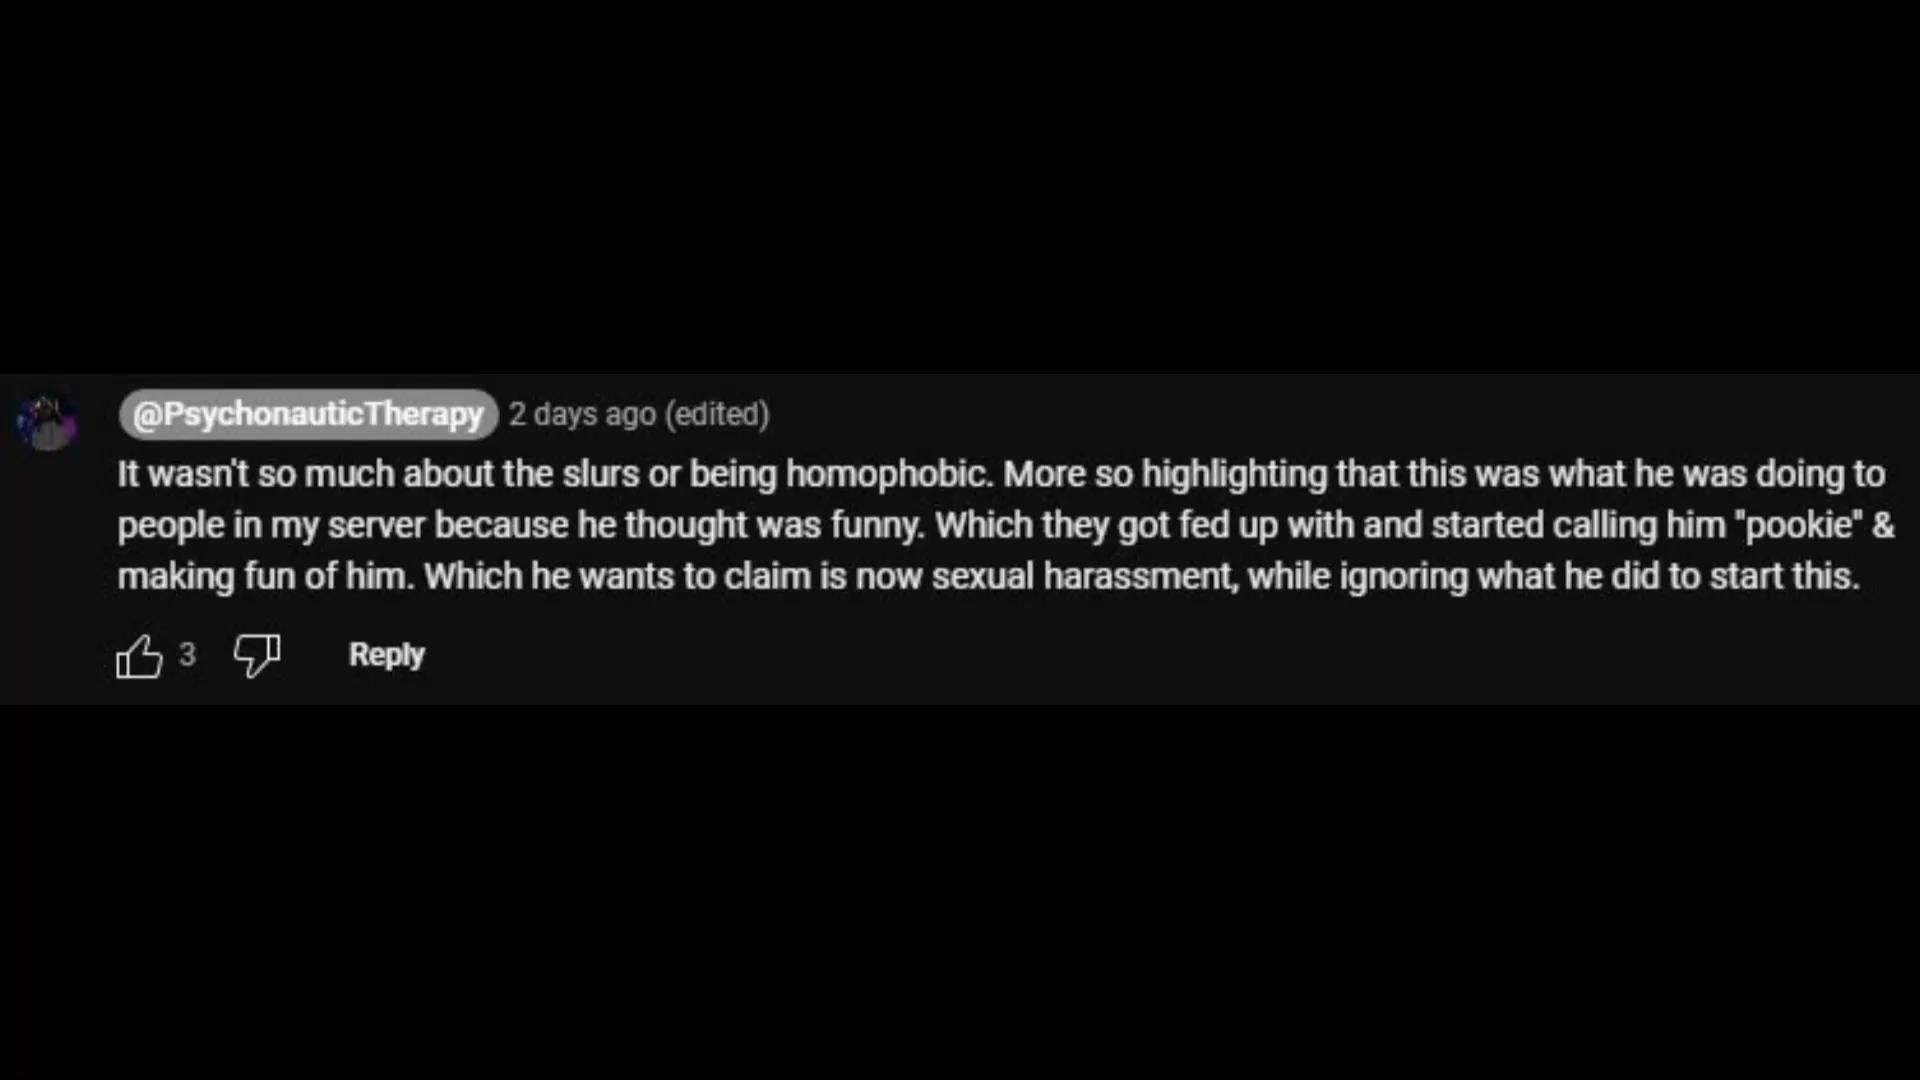 @PsychonauticTherapy 2 days ago (edited)
It wasn't so much about the slurs or being homophobic. More so highlighting that this was what he was doing to
people in my server because he thought was funny. Which they got fed up with and started calling him "pookie" &
making fun of him. Which he wants to claim is now sexual harassment, while ignoring what he did to start this.
3 Reply